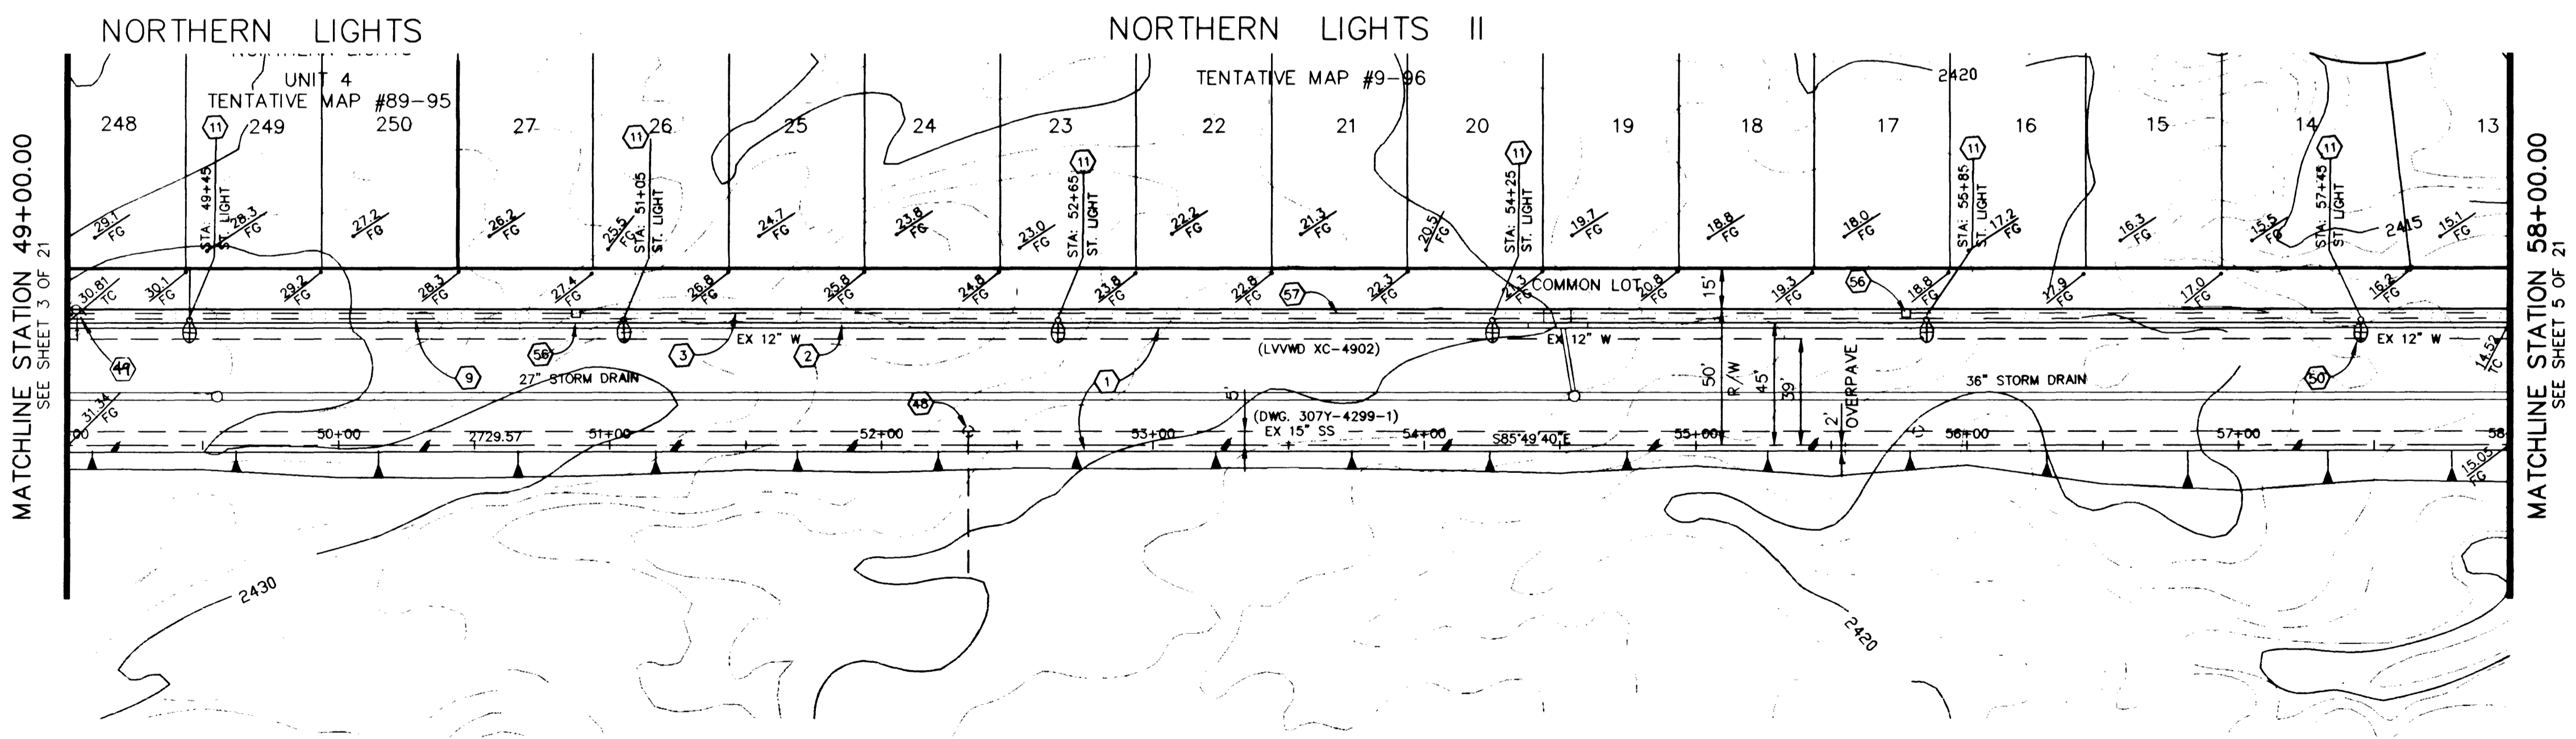 NORTHERN LIGHTS
NORTHERN LIGHTS II
UNIT 4
TENTATIVE MAP #89-95
TENTATIVE MAP #9-96
2420
248
11
249
250
27
11
26
25
24
23
11
22
21
20
11
19
18
17
11
16
15
14
11
13
MATCHLINE STATION 49+00.00
SEE SHEET 3 OF 21
STA: 49+45
ST. LIGHT
STA: 51+05
ST. LIGHT
STA: 52+65
ST. LIGHT
STA: 54+25
ST. LIGHT
STA: 55+85
ST. LIGHT
STA: 57+45
ST. LIGHT
29.1
FG
28.3
FG
27.2
FG
26.2
FG
25.5
FG
24.7
FG
23.8
FG
23.0
FG
22.2
FG
21.3
FG
20.5
FG
19.7
FG
18.8
FG
18.0
FG
17.2
FG
16.3
FG
15.5
FG
2415
15.1
FG
30.81
TC
30.1
FG
29.2
FG
28.3
FG
27.4
FG
26.8
FG
25.8
FG
24.8
FG
23.8
FG
22.8
FG
57
22.3
FG
21.3
FG
COMMON LOT
20.8
FG
15'
19.3
FG
56
18.8
FG
17.9
FG
17.0
FG
16.2
FG
49
9
56
3
EX 12" W
2
(LVVWD XC-4902)
EX 12" W
EX 12" W
14.52
TC
27" STORM DRAIN
1
50'
R/W
45'
39'
OVERPAVE
2'
36" STORM DRAIN
50
31.34
FG
48
5'
(DWG. 307Y-4299-1)
EX 15" SS
00
50+00
2729.57
51+00
52+00
53+00
54+00
S85°49'40"E
55+00
56+00
57+00
58
15.05
FG
2430
2420
MATCHLINE STATION 58+00.00
SEE SHEET 5 OF 21